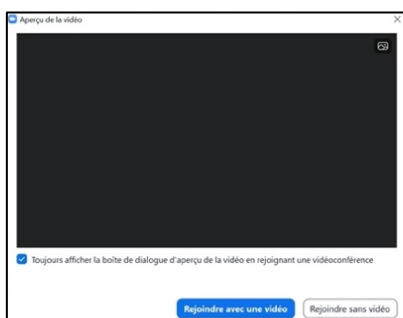 Aperçu de la vidéo
Toujours afficher la boîte de dialogue d'aperçu de la vidéo en rejoignant une vidéoconférence
Rejoindre avec une vidéo
Rejoindre sans vidéo